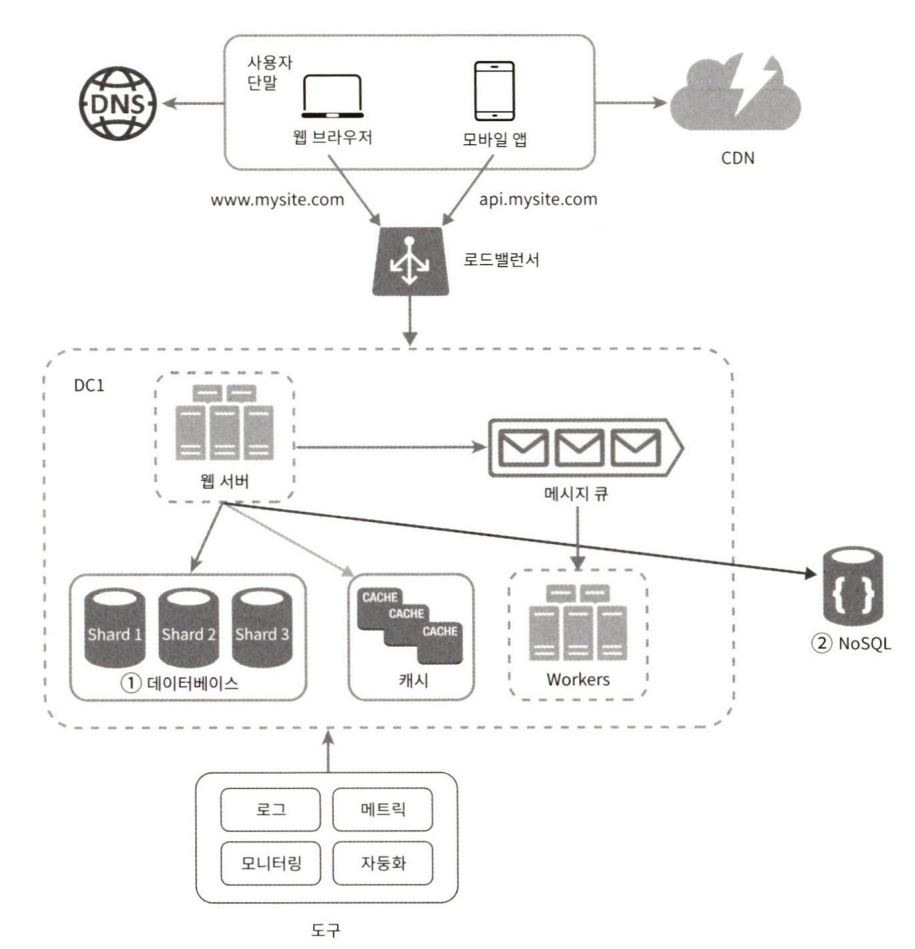 사용자
단말
DNS
웹 브라우저
모바일 앱
CDN
www.mysite.com
api.mysite.com
로드밸런서
DC1
웹 서버
메시지 큐
Shard 1
Shard 2
Shard 3
① 데이터베이스
CACHE
CACHE
CACHE
캐시
Workers
② NoSQL
로그
메트릭
모니터링
자동화
도구